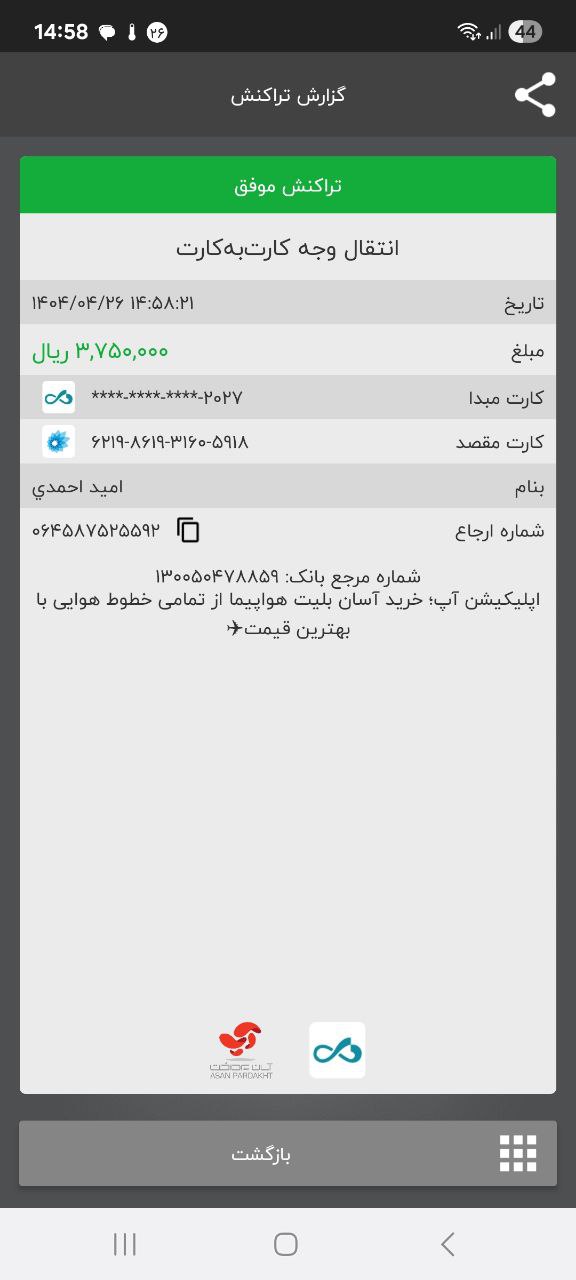 14:58
۲۶
44
گزارش تراکنش
تراکنش موفق
انتقال وجه کارت‌به‌کارت
تاریخ ۱۴۰۴/۰۴/۲۶ ۱۴:۵۸:۲۱
مبلغ ۳,۷۵۰,۰۰۰ ریال
کارت مبدا ****-****-****-۲۰۲۷
کارت مقصد ۶۲۱۹-۸۶۱۹-۳۱۶۰-۵۹۱۸
بنام امید احمدي
شماره ارجاع ۰۶۴۵۸۷۵۲۵۵۹۲
شماره مرجع بانک: ۱۳۰۰۵۰۴۷۸۸۵۹
اپلیکیشن آپ؛ خرید آسان بلیت هواپیما از تمامی خطوط هوایی با
بهترین قیمت✈
آسان پرداخت
ASAN PARDAKHT
بازگشت